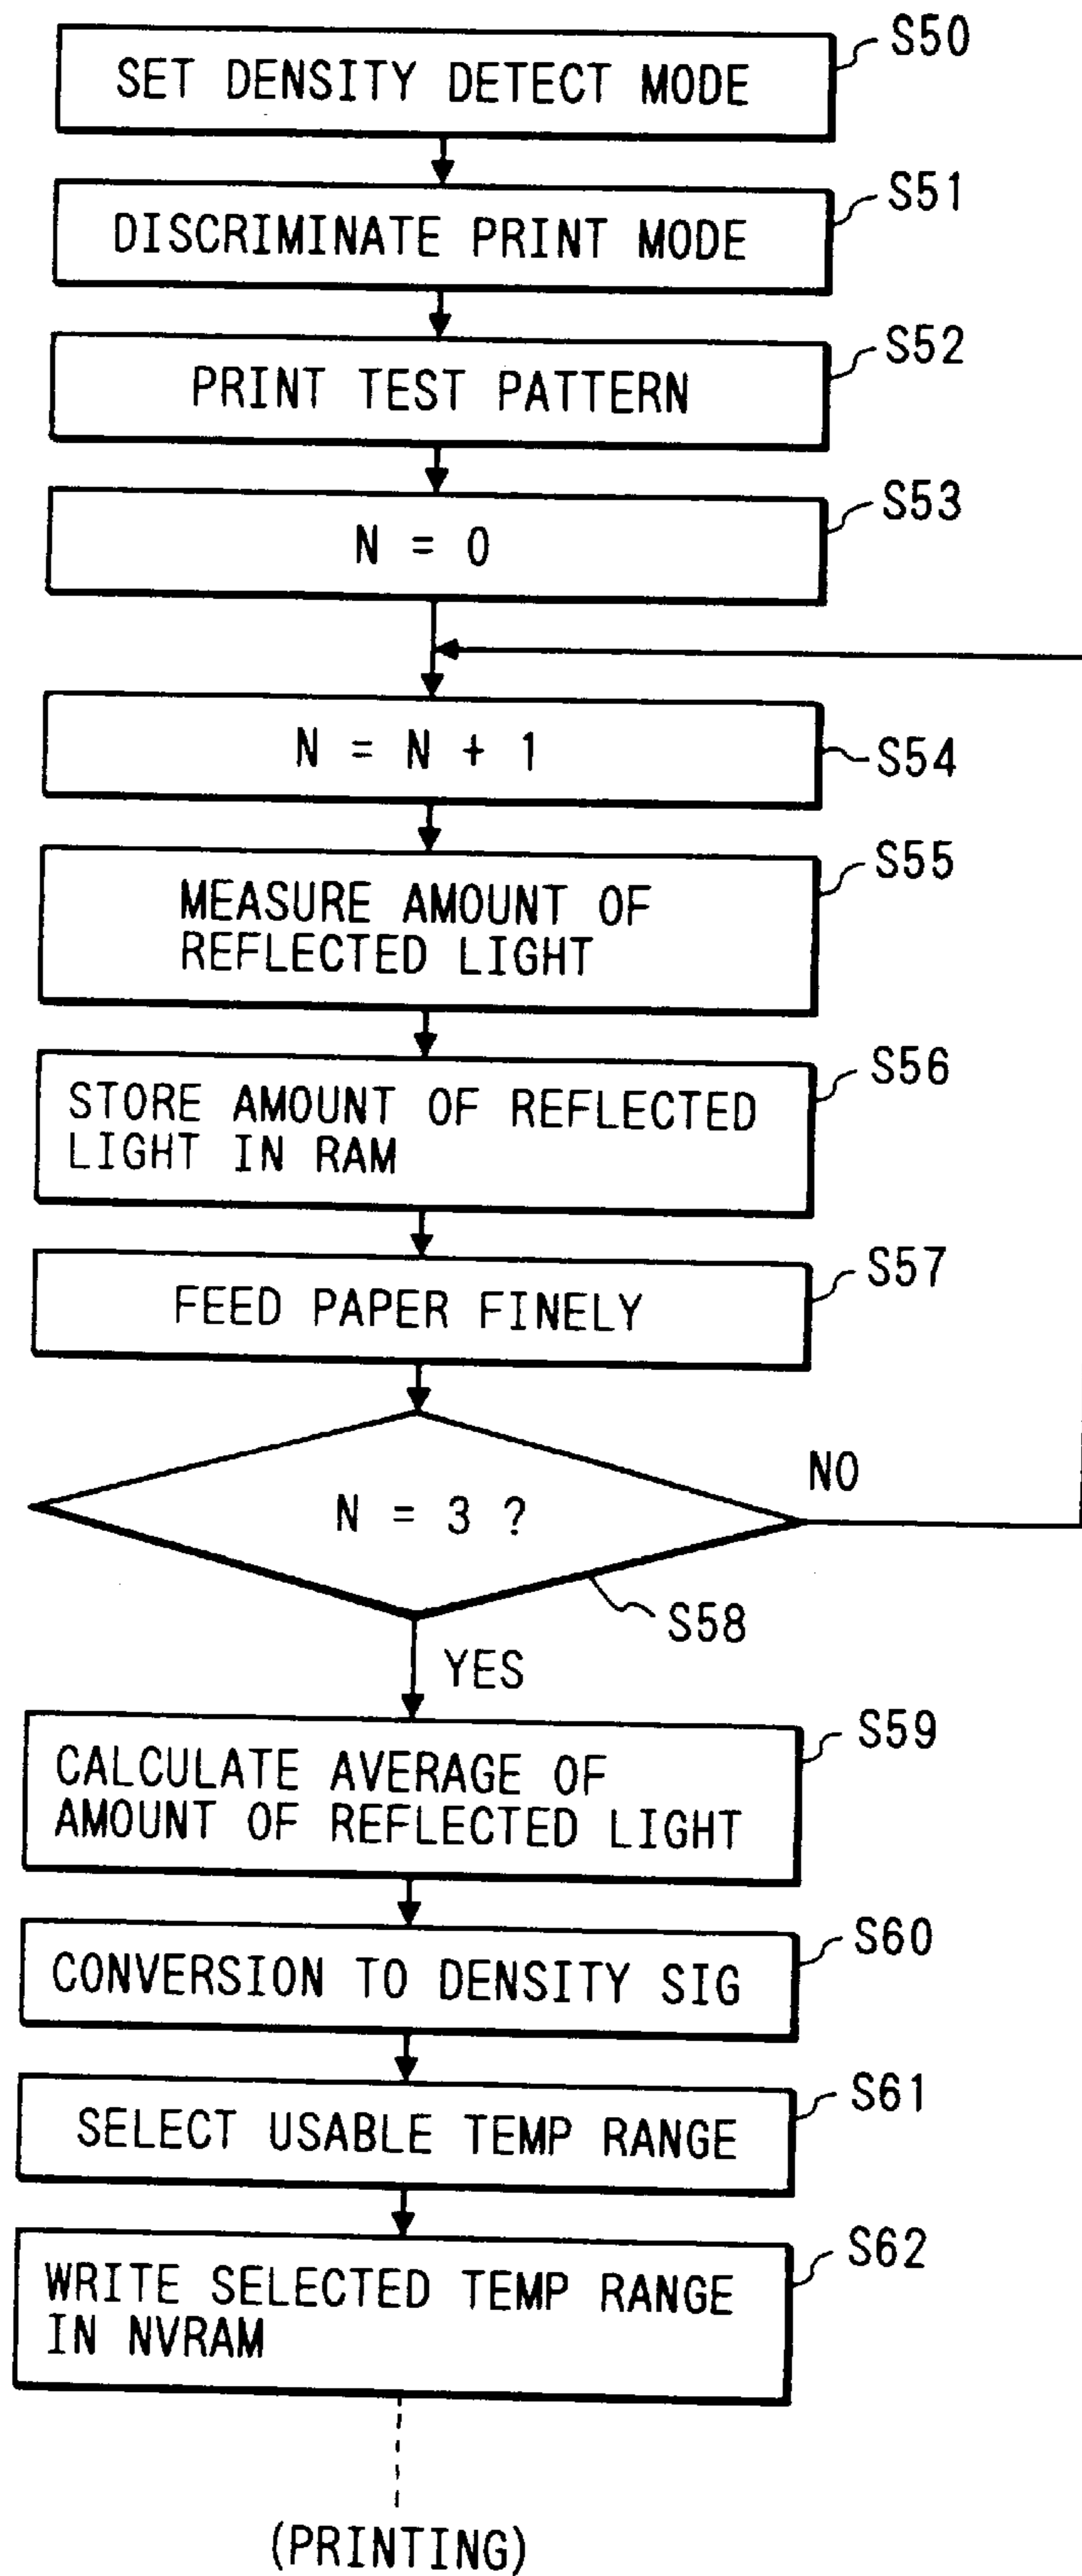 S50
SET DENSITY DETECT MODE
S51
DISCRIMINATE PRINT MODE
S52
PRINT TEST PATTERN
S53
N = 0
N = N + 1
S54
S55
MEASURE AMOUNT OF
REFLECTED LIGHT
S56
STORE AMOUNT OF REFLECTED
LIGHT IN RAM
S57
FEED PAPER FINELY
NO
N = 3 ?
S58
YES
S59
CALCULATE AVERAGE OF
AMOUNT OF REFLECTED LIGHT
S60
CONVERSION TO DENSITY SIG
S61
SELECT USABLE TEMP RANGE
S62
WRITE SELECTED TEMP RANGE
IN NVRAM
(PRINTING)